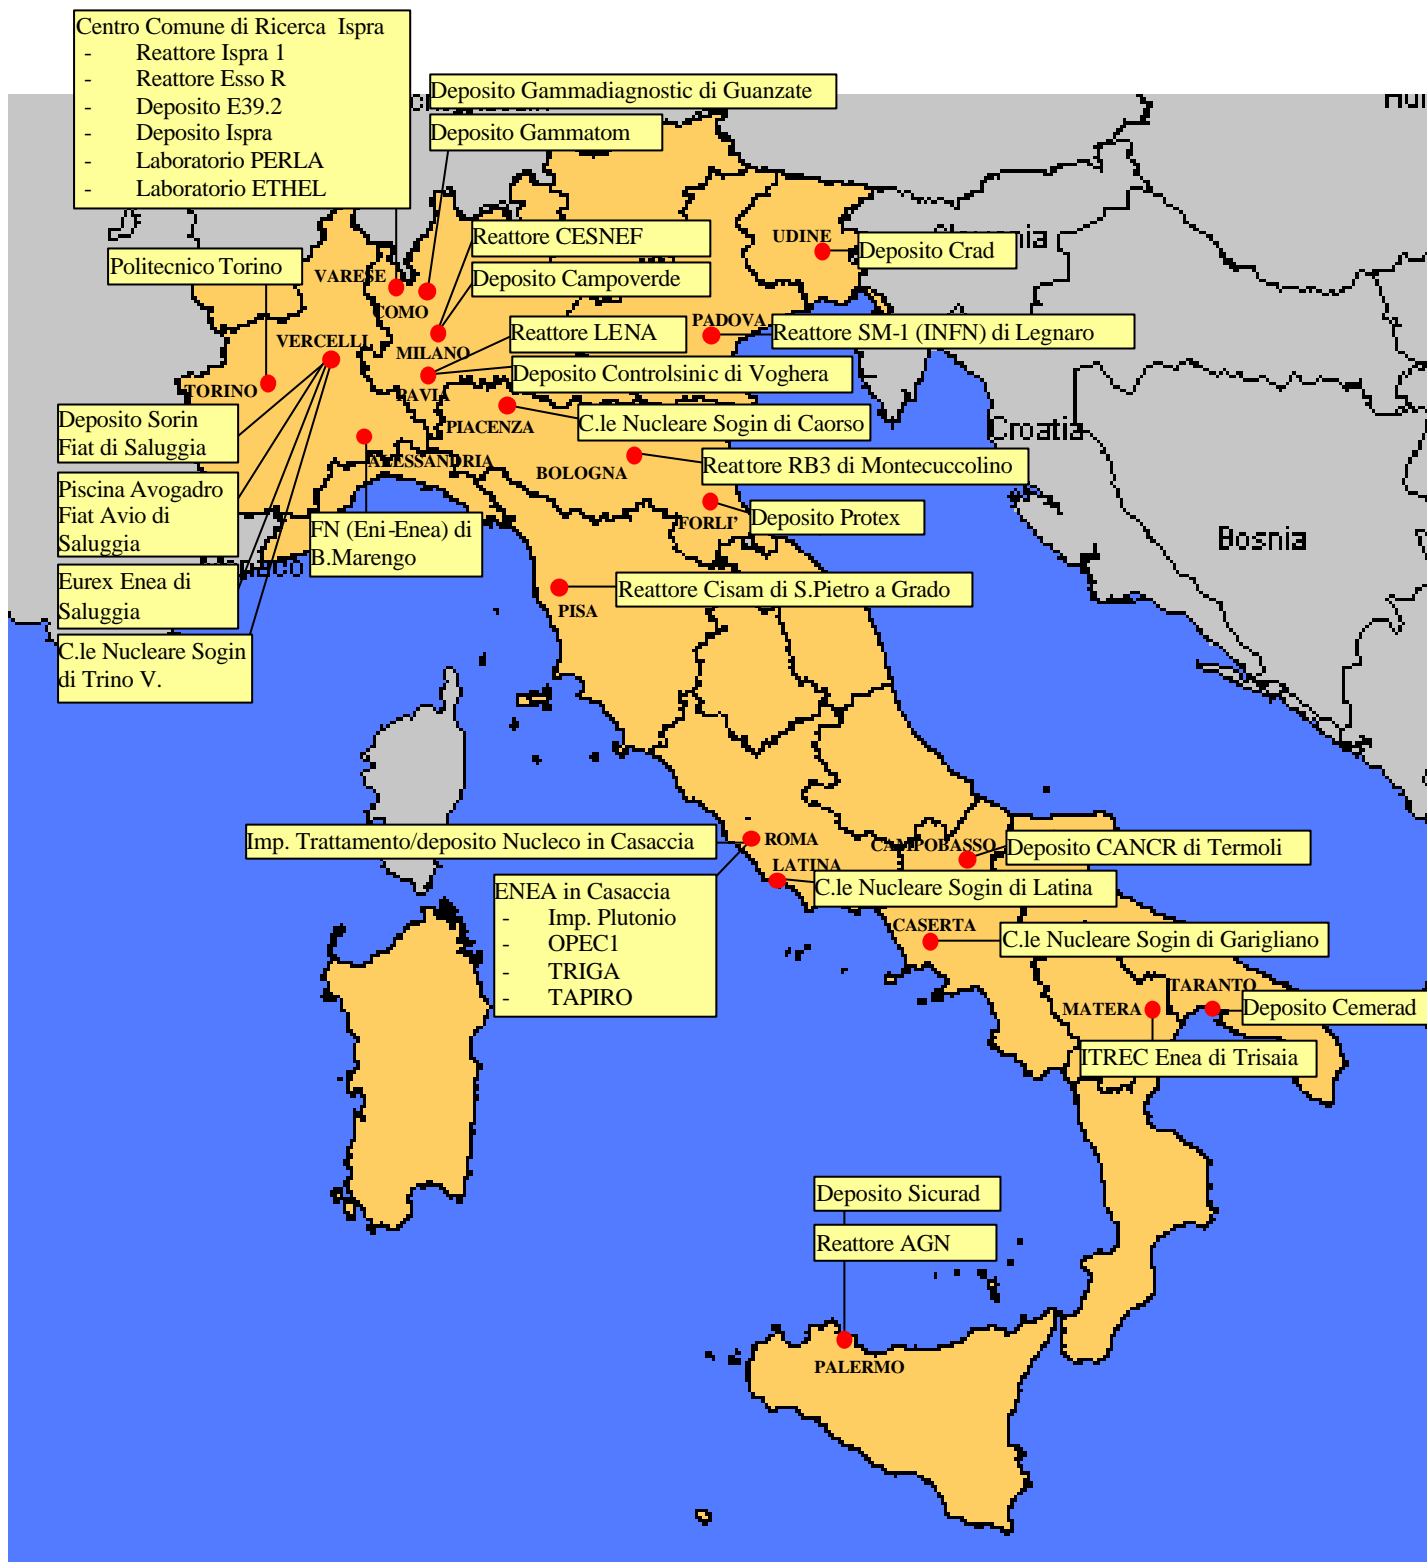 Centro Comune di Ricerca Ispra
- Reattore Ispra 1
- Reattore Esso R
- Deposito E39.2
- Deposito Ispra
- Laboratorio PERLA
- Laboratorio ETHEL
Deposito Gammadiagnostic di Guanzate
Deposito Gammatom
Reattore CESNEF
UDINE
Deposito Crad
Politecnico Torino
VARESE
Deposito Campoverde
COMO
PADOVA
Reattore LENA
Reattore SM-1 (INFN) di Legnaro
VERCELLI
MILANO
Deposito Controlsinic di Voghera
TORINO
PAVIA
Deposito Sorin
Fiat di Saluggia
PIACENZA
C.le Nucleare Sogin di Caorso
Croatia
ALESSANDRIA
BOLOGNA
Reattore RB3 di Montecuccolino
Piscina Avogadro
Fiat Avio di
Saluggia
FORLI'
Deposito Protex
FN (Eni-Enea) di
B.Marengo
Bosnia
Eurex Enea di
Saluggia
PISA
Reattore Cisam di S.Pietro a Grado
C.le Nucleare Sogin
di Trino V.
Imp. Trattamento/deposito Nucleco in Casaccia
ROMA
CAMPOBASSO
Deposito CANCR di Termoli
LATINA
C.le Nucleare Sogin di Latina
ENEA in Casaccia
- Imp. Plutonio
- OPEC1
- TRIGA
- TAPIRO
CASERTA
C.le Nucleare Sogin di Garigliano
TARANTO
MATERA
Deposito Cemerad
ITREC Enea di Trisaia
Deposito Sicurad
Reattore AGN
PALERMO